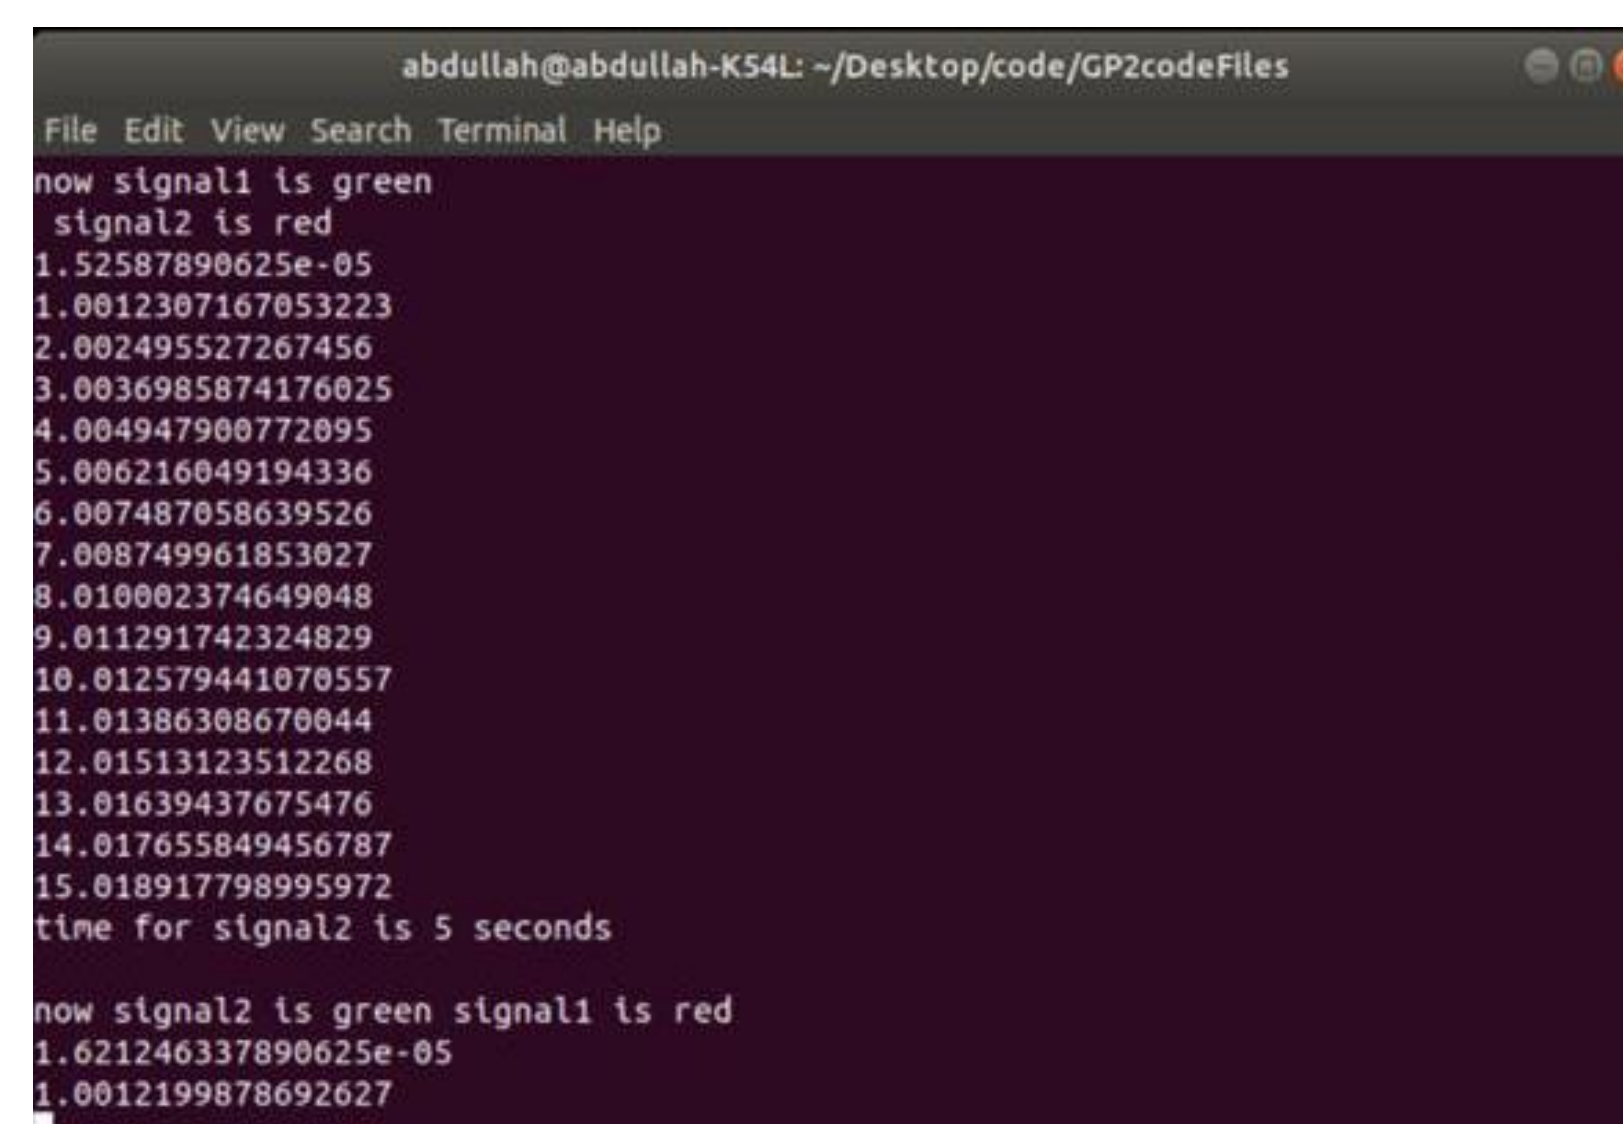 abdullah@abdullah-K54L: ~/Desktop/code/GP2codeFiles
File Edit View Search Terminal Help
now signal1 is green
 signal2 is red
1.52587890625e-05
1.0012307167053223
2.002495527267456
3.0036985874176025
4.004947900772095
5.006216049194336
6.007487058639526
7.008749961853027
8.010002374649048
9.011291742324829
10.012579441070557
11.01386308670044
12.01513123512268
13.01639437675476
14.017655849456787
15.018917798995972
time for signal2 is 5 seconds

now signal2 is green signal1 is red
1.621246337890625e-05
1.0012199878692627